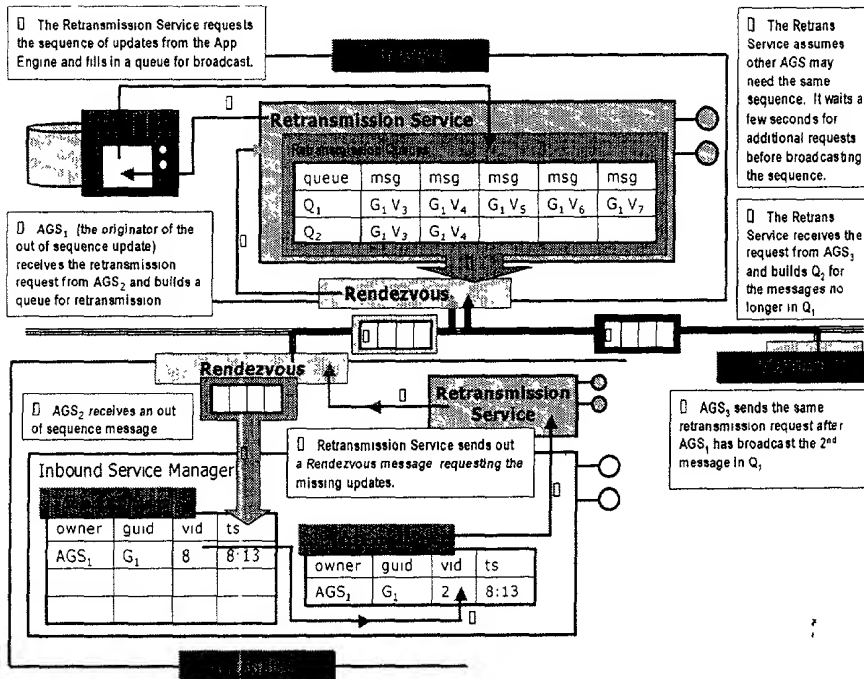 The Retransmission Service requests
the sequence of updates from the App
Engine and fills in a queue for broadcast.
The Retrans
Service assumes
other AGS may
need the same
sequence. It waits a
few seconds for
additional requests
before broadcasting
the sequence.
Retransmission Service
Retransmission Queues
queue msg msg msg msg msg
Q₁ G₁ V₃ G₁ V₄ G₁ V₅ G₁ V₆ G₁ V₇
Q₂ G₁ V₃ G₁ V₄
AGS₁ (the originator of the
out of sequence update)
receives the retransmission
request from AGS₂ and builds a
queue for retransmission
The Retrans
Service receives the
request from AGS₃
and builds Q₂ for
the messages no
longer in Q₁
Rendezvous
Rendezvous
AGS₂ receives an out
of sequence message
Retransmission
Service
Retransmission Service sends out
a Rendezvous message requesting the
missing updates.
AGS₃ sends the same
retransmission request after
AGS₁ has broadcast the 2nd
message in Q₁
Inbound Service Manager
owner guid vid ts
AGS₁ G₁ 8 8:13
owner guid vid ts
AGS₁ G₁ 2 8:13